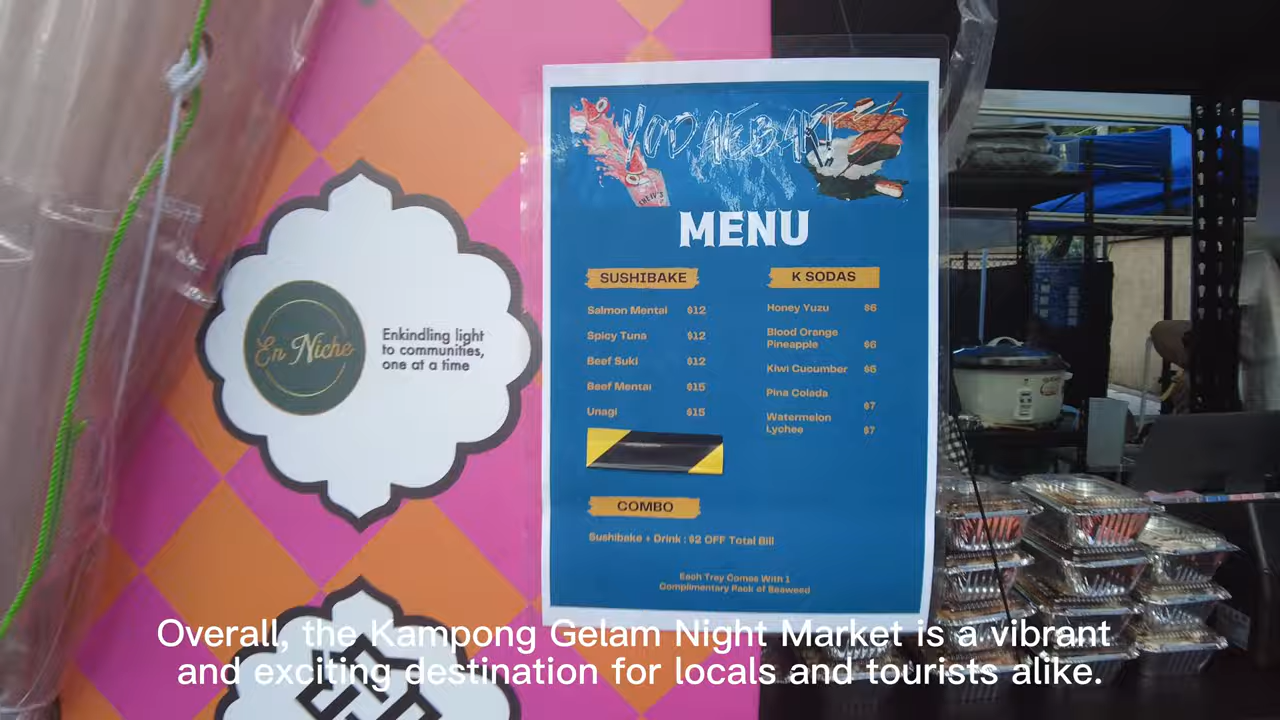 YODAEBAKE
MENU
SUSHIBAKE
Salmon Mentai $12
Spicy Tuna $12
Beef Suki $12
Beef Mentai $15
Unagi $15
COMBO
Sushibake + Drink : $2 OFF Total Bill
K SODAS
Honey Yuzu $6
Blood Orange
Pineapple $6
Kiwi Cucumber $6
Pina Colada
$7
Watermelon
Lychee $7
Each Tray Comes With 1
Complimentary Pack of Seaweed
En Niche
Enkindling light
to communities,
one at a time
Overall, the Kampong Gelam Night Market is a vibrant
and exciting destination for locals and tourists alike.